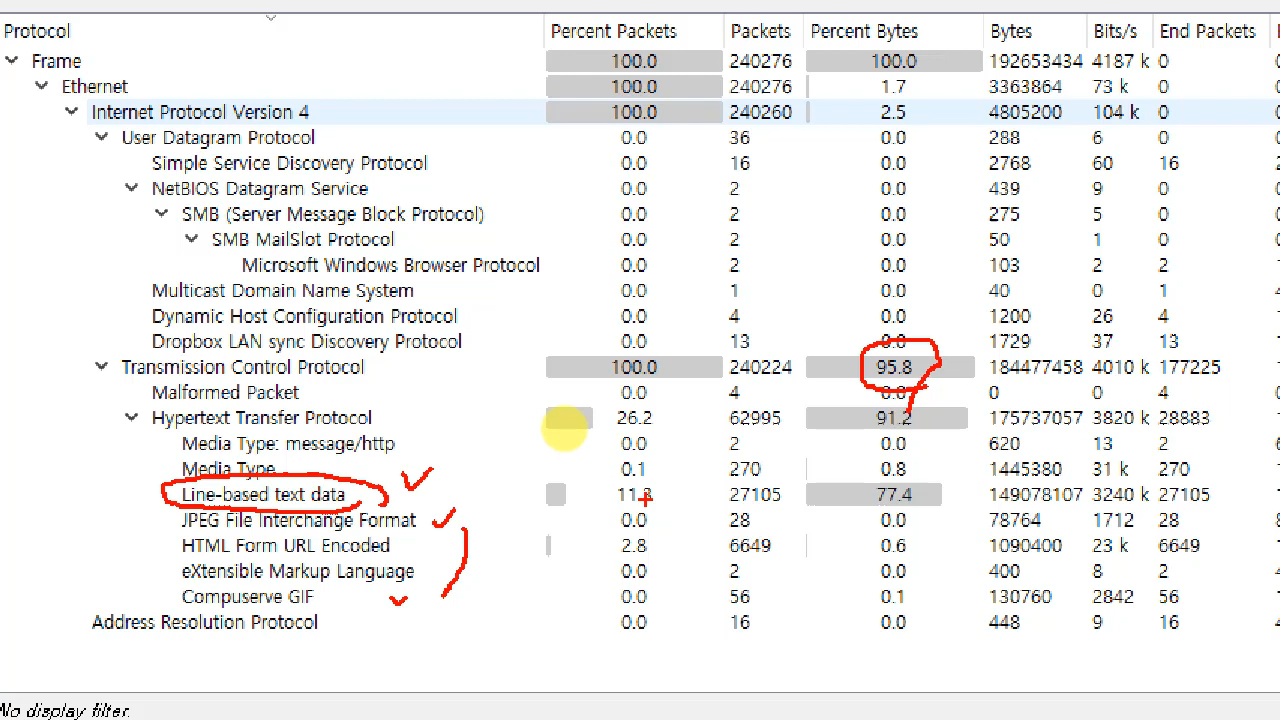 Protocol Percent Packets Packets Percent Bytes Bytes Bits/s End Packets
Frame 100.0 240276 100.0 192653434 4187 k 0
Ethernet 100.0 240276 1.7 3363864 73 k 0
Internet Protocol Version 4 100.0 240260 2.5 4805200 104 k 0
User Datagram Protocol 0.0 36 0.0 288 6 0
Simple Service Discovery Protocol 0.0 16 0.0 2768 60 16
NetBIOS Datagram Service 0.0 2 0.0 439 9 0
SMB (Server Message Block Protocol) 0.0 2 0.0 275 5 0
SMB MailSlot Protocol 0.0 2 0.0 50 1 0
Microsoft Windows Browser Protocol 0.0 2 0.0 103 2 2
Multicast Domain Name System 0.0 1 0.0 40 0 1
Dynamic Host Configuration Protocol 0.0 4 0.0 1200 26 4
Dropbox LAN sync Discovery Protocol 0.0 13 0.0 1729 37 13
Transmission Control Protocol 100.0 240224 95.8 184477458 4010 k 177225
Malformed Packet 0.0 4 0.0 0 0 4
Hypertext Transfer Protocol 26.2 62995 91.2 175737057 3820 k 28883
Media Type: message/http 0.0 2 0.0 620 13 2
Media Type 0.1 270 0.8 1445380 31 k 270
Line-based text data 27105 77.4 149078107 3240 k 27105
JPEG File Interchange Format 0.0 28 0.0 78764 1712 28
HTML Form URL Encoded 2.8 6649 0.6 1090400 23 k 6649
eXtensible Markup Language 0.0 2 0.0 400 8 2
Compuserve GIF 0.0 56 0.1 130760 2842 56
Address Resolution Protocol 0.0 16 0.0 448 9 16
No display filter.